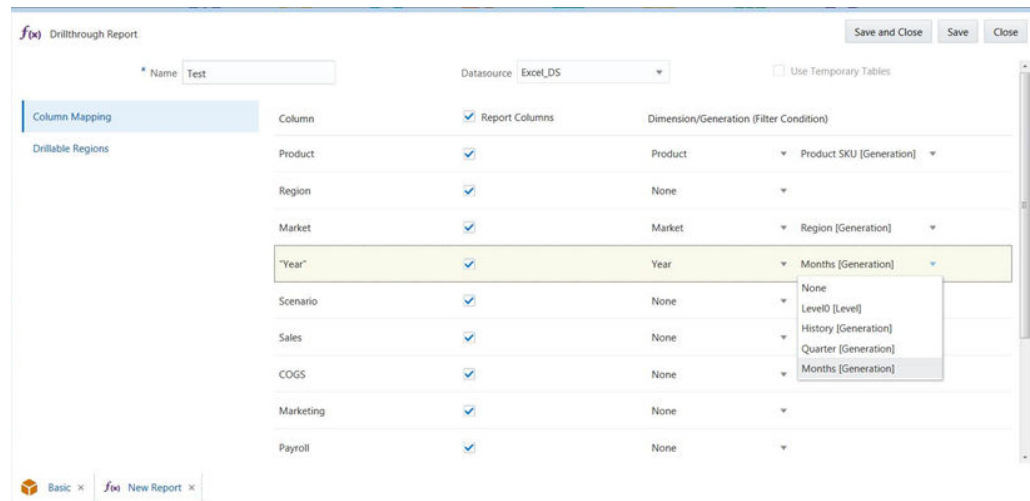 f(x) Drillthrough Report Save and Close Save Close
* Name Test Datasource Excel_DS Use Temporary Tables
Column Mapping Column Report Columns Dimension/Generation (Filter Condition)
Drillable Regions Product Product Product SKU [Generation]
Region None
Market Market Region [Generation]
"Year" Year Months [Generation]
None
Scenario None Level0 [Level]
History [Generation]
Sales None Quarter [Generation]
COGS None Months [Generation]
Marketing None
Payroll None
Basic × f(x) New Report ×